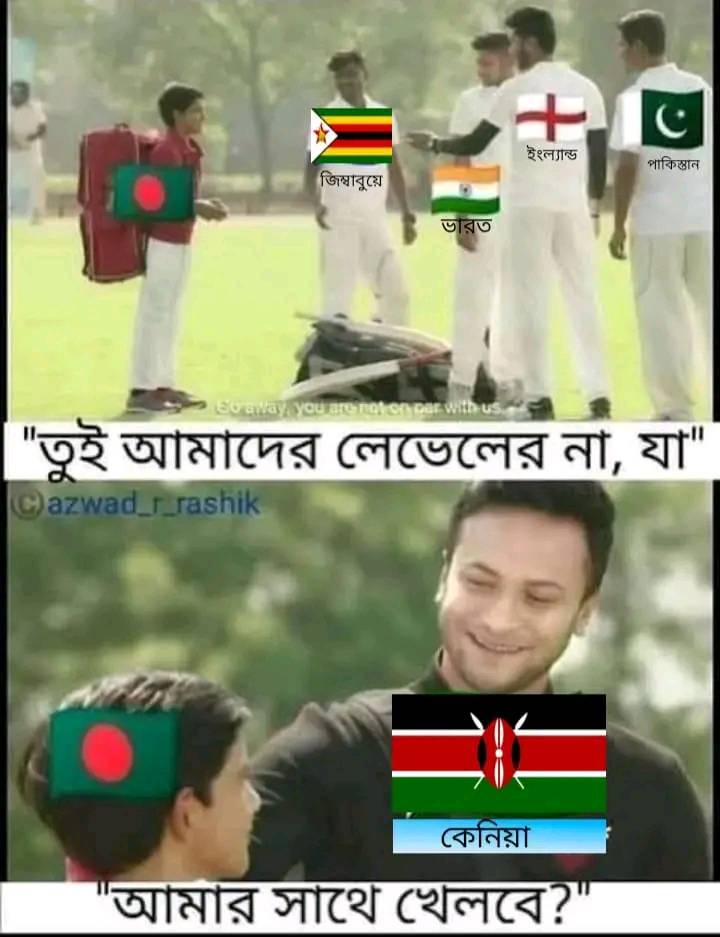 জিম্বাবুয়ে
ভারত
ইংল্যান্ড
পাকিস্তান
Go away, you are not on par with us.
"তুই আমাদের লেভেলের না, যা"
©azwad_r_rashik
কেনিয়া
"আমার সাথে খেলবে?"